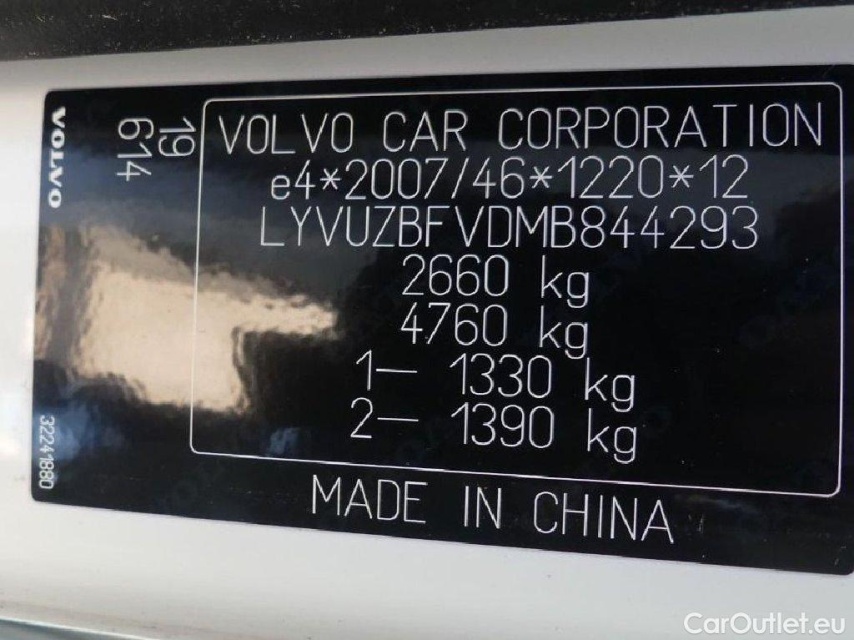 VOLVO
19
614
VOLVO CAR CORPORATION
e4*2007/46*1220*12
LYVUZBFVDMB844293
2660 kg
4760 kg
1— 1330 kg
2— 1390 kg
32241880
MADE IN CHINA
CarOutlet.eu